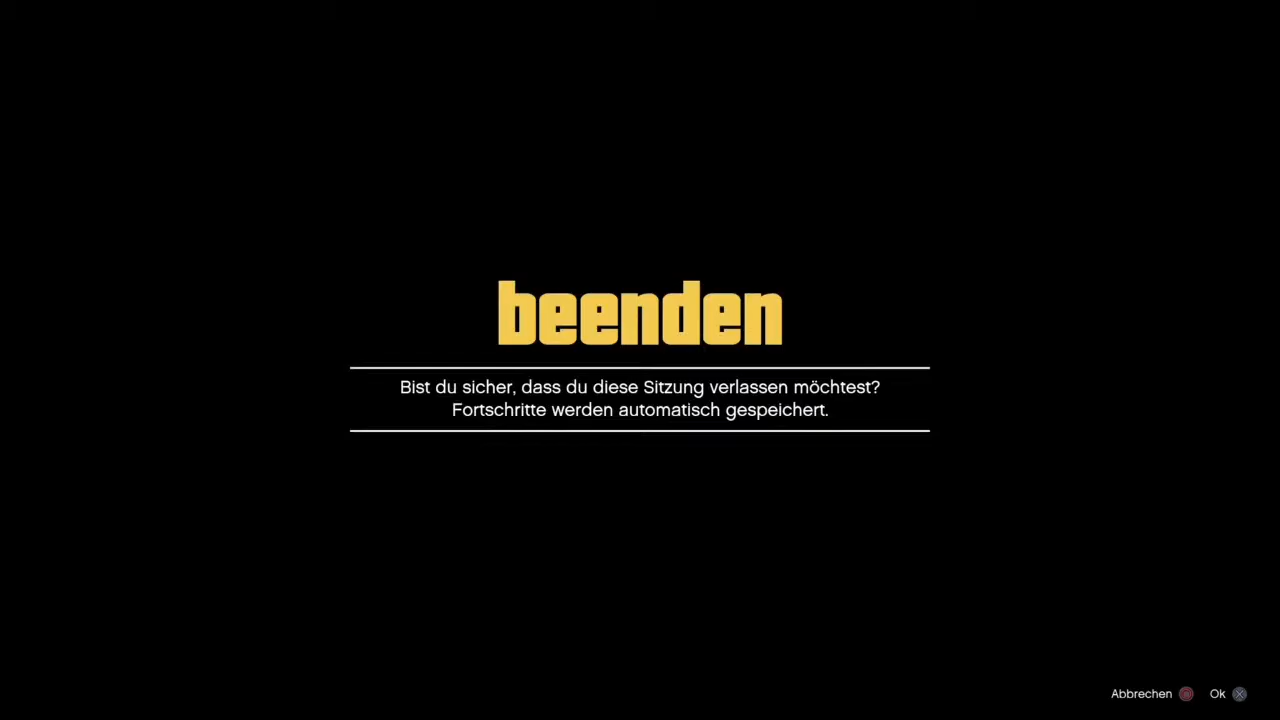 beenden
Bist du sicher, dass du diese Sitzung verlassen möchtest?
Fortschritte werden automatisch gespeichert.
Abbrechen Ok